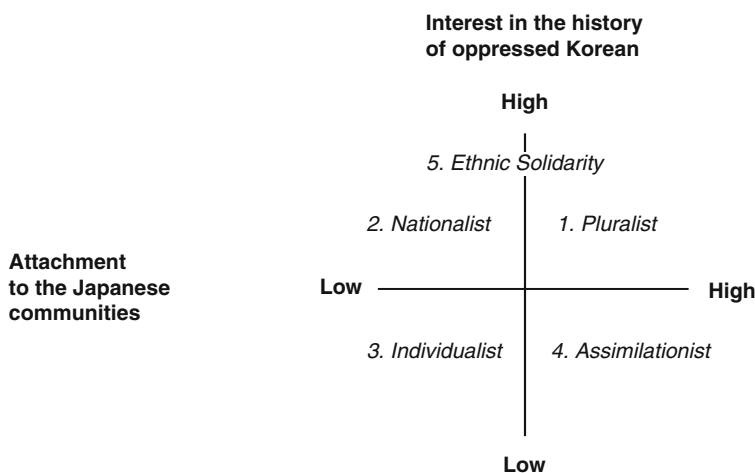 Interest in the history
of oppressed Korean
High
5. Ethnic Solidarity
2. Nationalist
1. Pluralist
Attachment
to the Japanese
communities
Low
High
3. Individualist
4. Assimilationist
Low